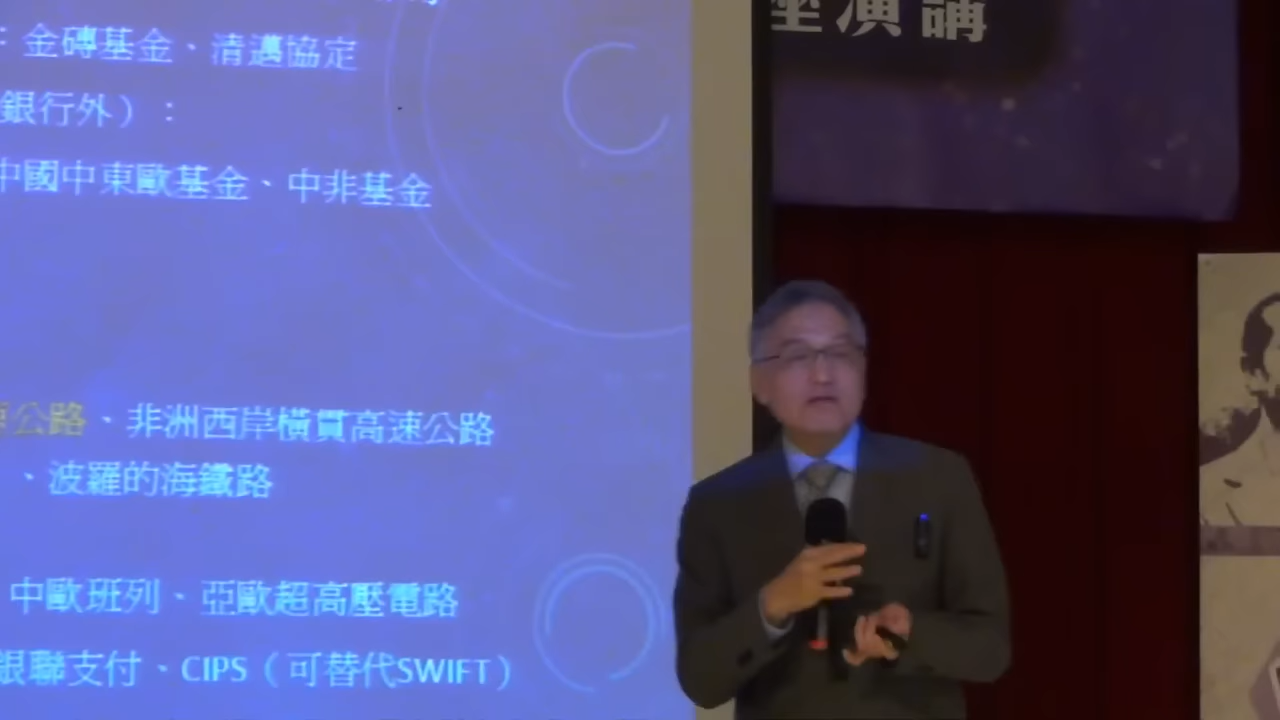 座演講
：金磚基金、清邁協定
銀行外）：
中國中東歐基金、中非基金
公路、非洲西岸橫貫高速公路
、波羅的海鐵路
中歐班列、亞歐超高壓電路
銀聯支付、CIPS（可替代SWIFT）